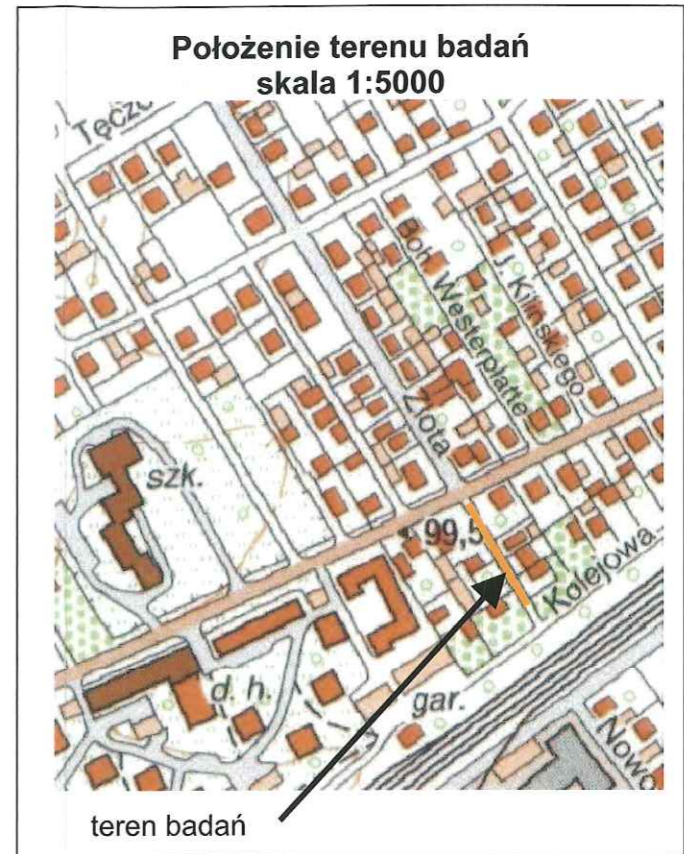 Położenie terenu badań
skala 1:5000
Tęczo
Boh. Westerplatte
J. Kilińskiego
Złota
szk.
99,5
Kolejowa
d. h.
gar.
Nowo
teren badań